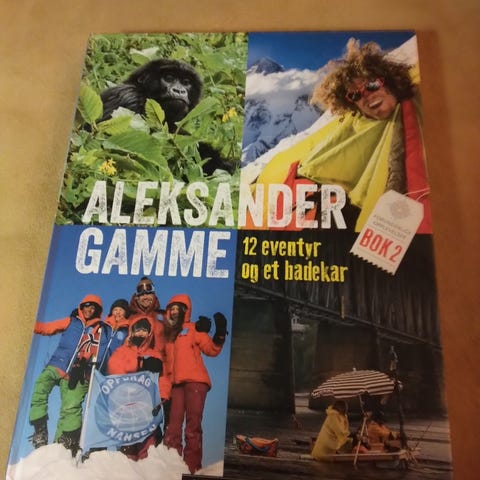 ALEKSANDER
GAMME
12 eventyr
og et badekar
BOK 2
OPPDRAG
NANSEN